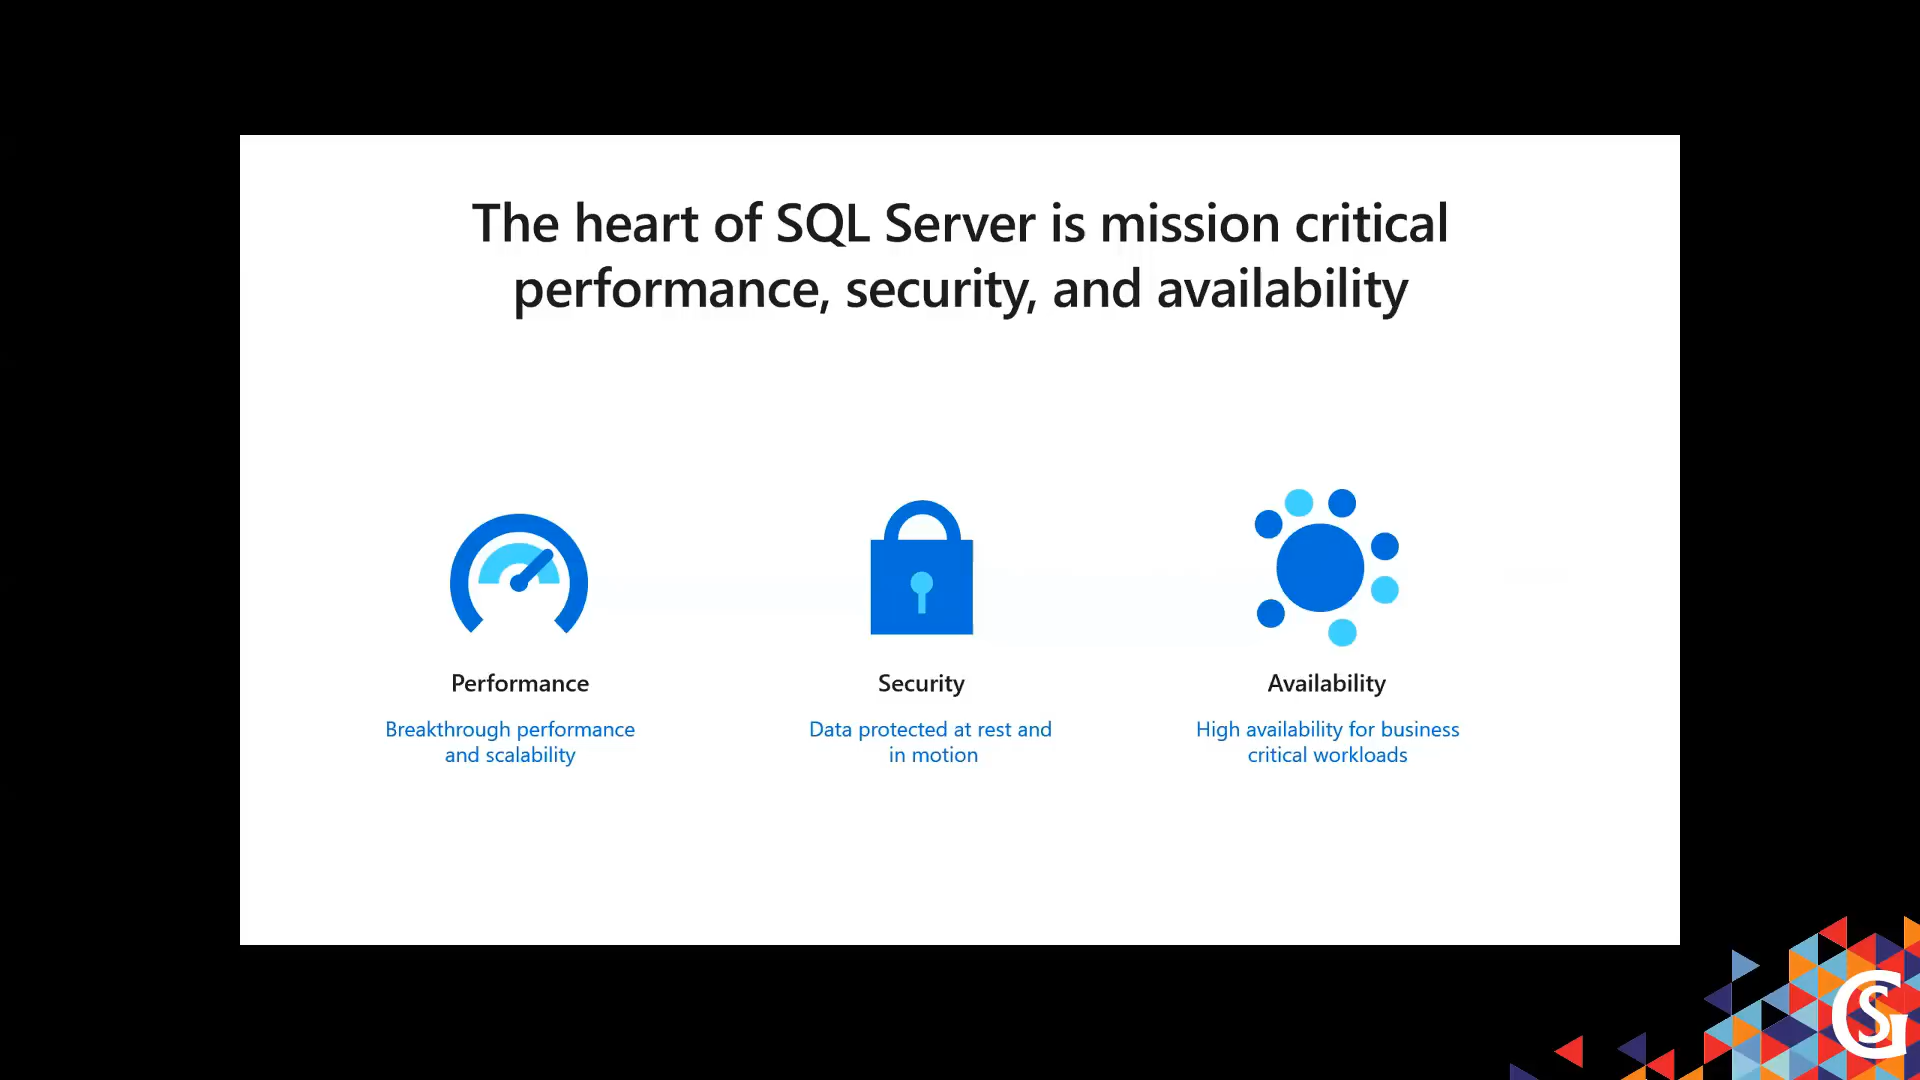 The heart of SQL Server is mission critical
performance, security, and availability
Performance
Breakthrough performance
and scalability
Security
Data protected at rest and
in motion
Availability
High availability for business
critical workloads
GS